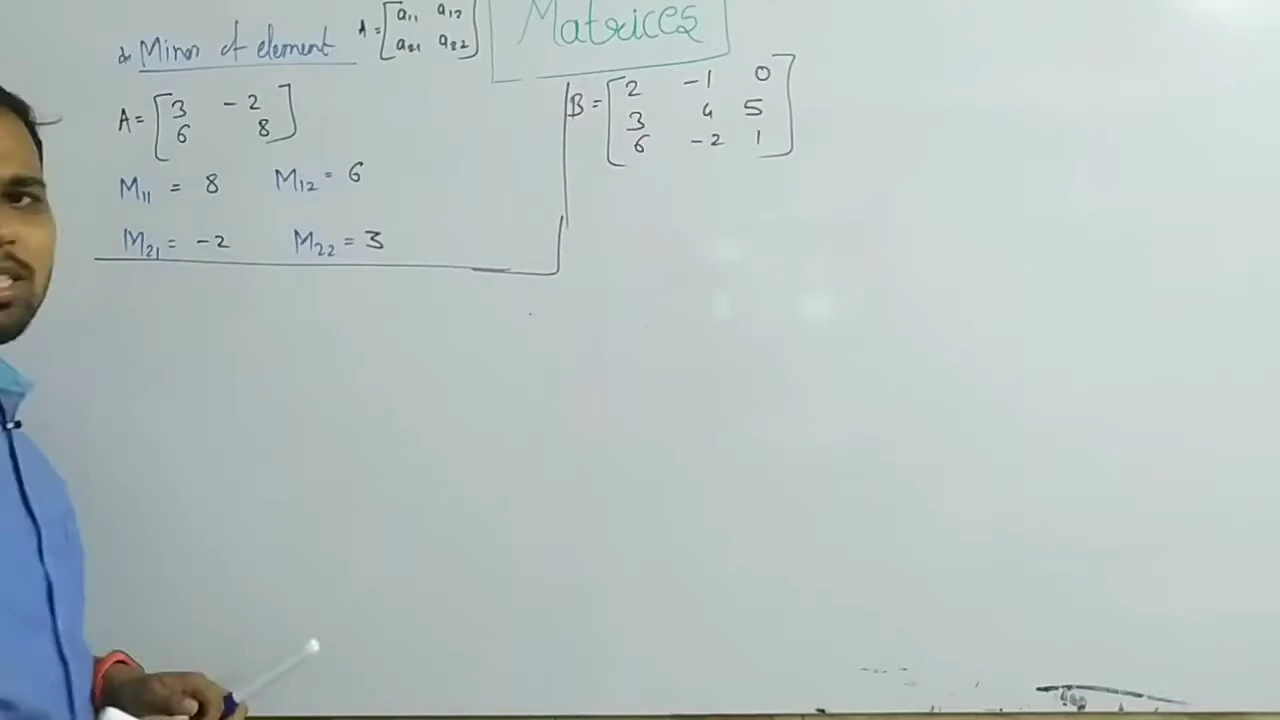 Matrices
Minor of element A = [a11 a12
a21 a22]
A = [3 -2
6 8]
M11 = 8 M12 = 6
M21 = -2 M22 = 3
B = [2 -1 0
3 4 5
6 -2 1]